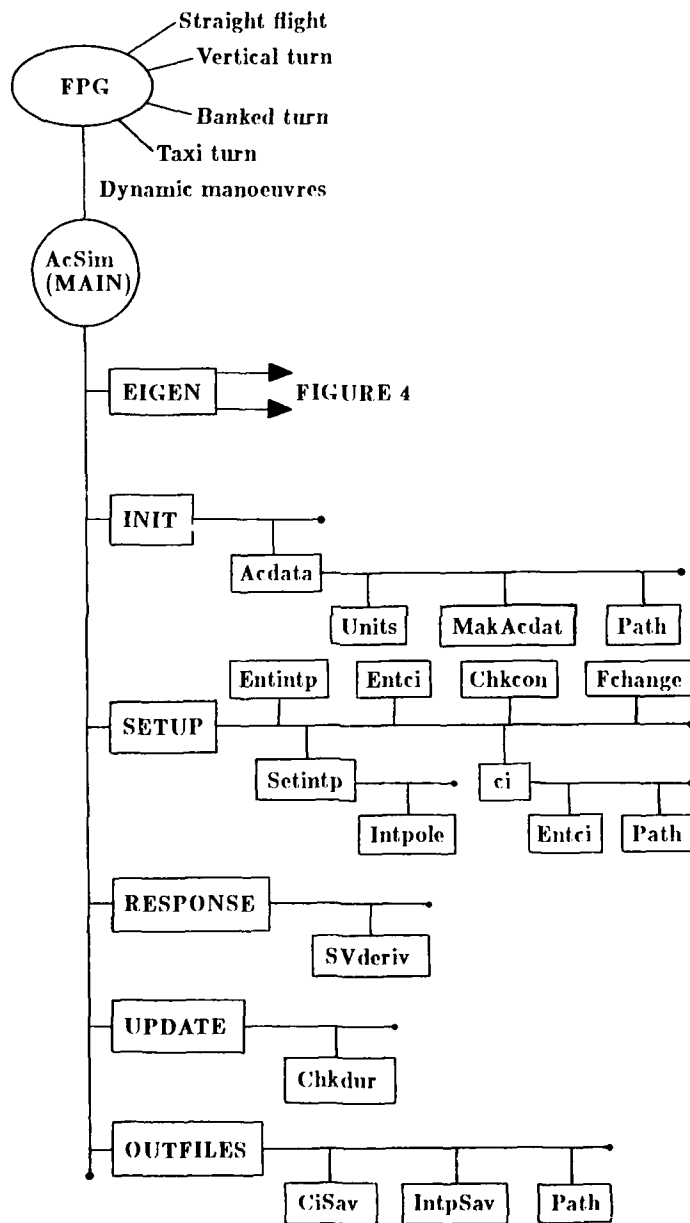 Straight flight
Vertical turn
FPG
Banked turn
Taxi turn
Dynamic manoeuvres
AcSim
(MAIN)
EIGEN
FIGURE 4
INIT
Acdata
Units MakAcdat Path
Entintp Entci Chkcon Fchange
SETUP
Setintp ci
Intpole Entci Path
RESPONSE
SVderiv
UPDATE
Chkdur
OUTFILES
CiSav IntpSav Path